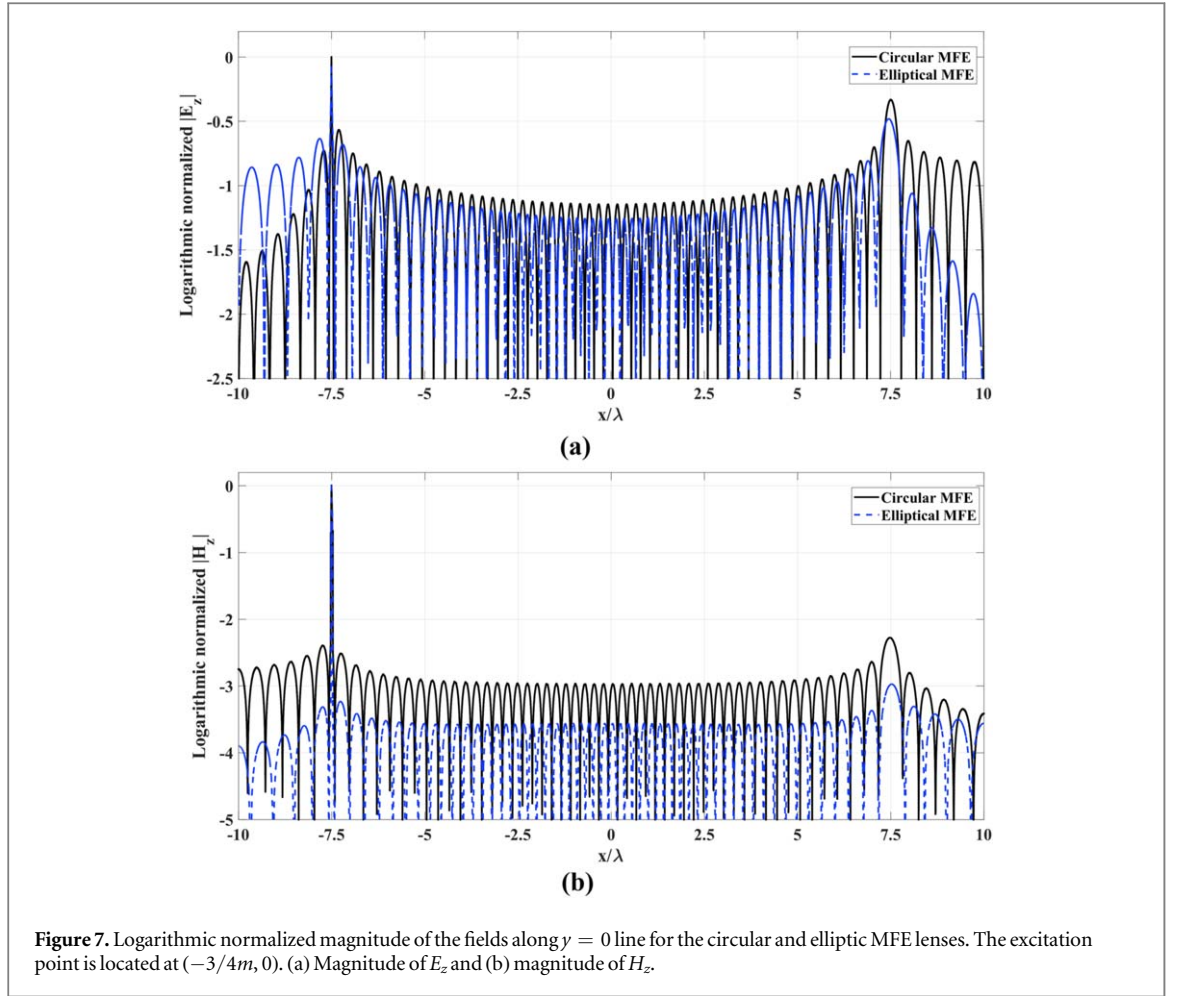 Logarithmic normalized |E_z|
0
-0.5
-1
-1.5
-2
-2.5
Circular MFE
Elliptical MFE
-10 -7.5 -5 -2.5 0 2.5 5 7.5 10
x/λ
(a)
Logarithmic normalized |H_z|
0
-1
-2
-3
-4
-5
Circular MFE
Elliptical MFE
-10 -7.5 -5 -2.5 0 2.5 5 7.5 10
x/λ
(b)
Figure 7. Logarithmic normalized magnitude of the fields along y = 0 line for the circular and elliptic MFE lenses. The excitation
point is located at (−3/4m, 0). (a) Magnitude of E_z and (b) magnitude of H_z.